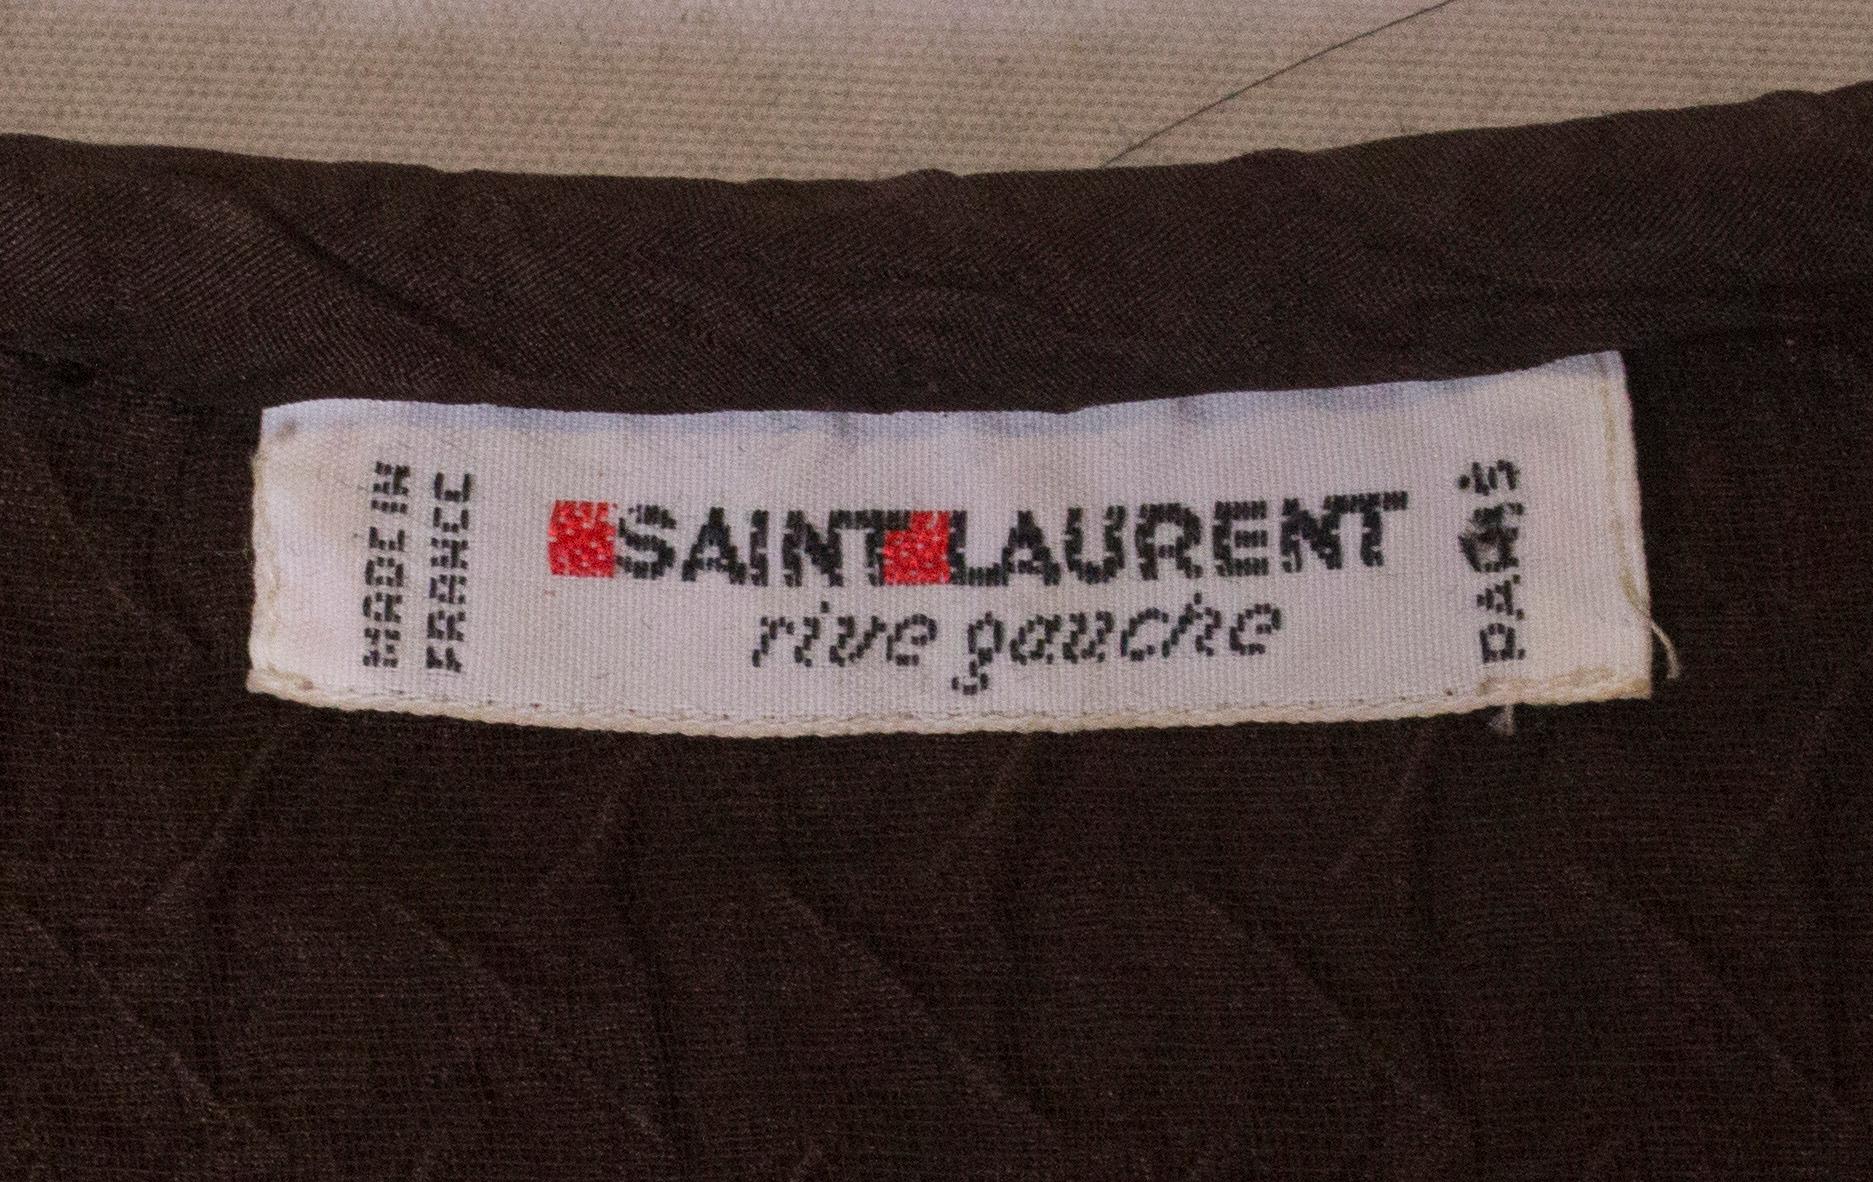 MADE IN
FRANCE
SAINT LAURENT
rive gauche
PARIS